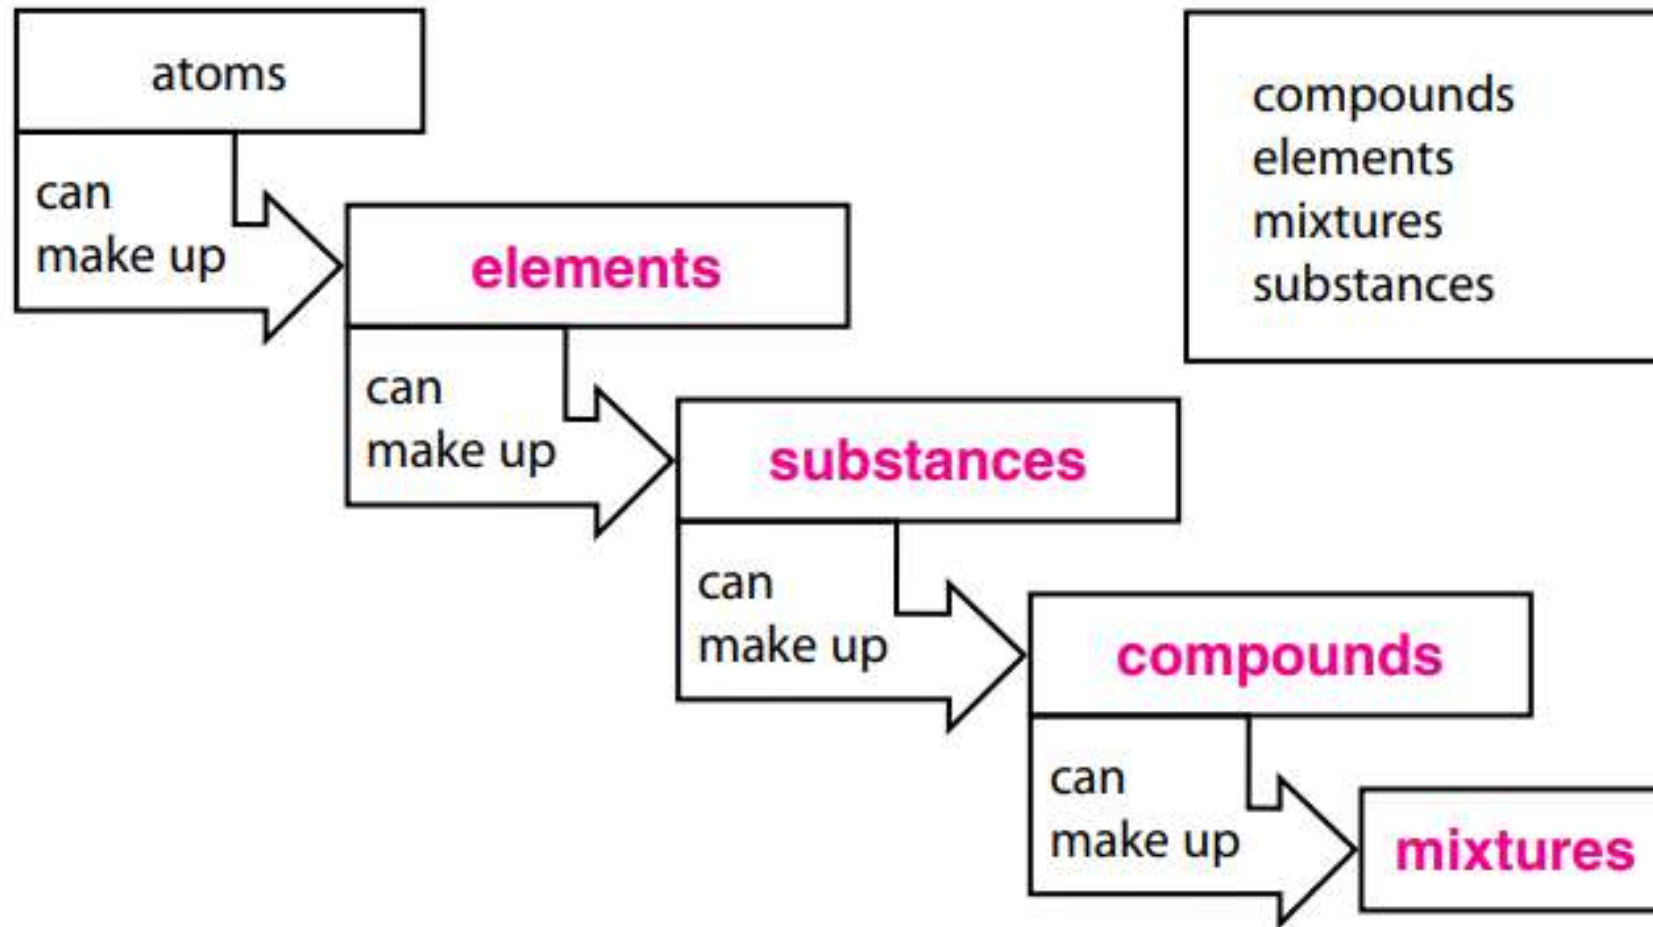 atoms
can
make up
elements
can
make up
substances
can
make up
compounds
can
make up
mixtures
compounds
elements
mixtures
substances